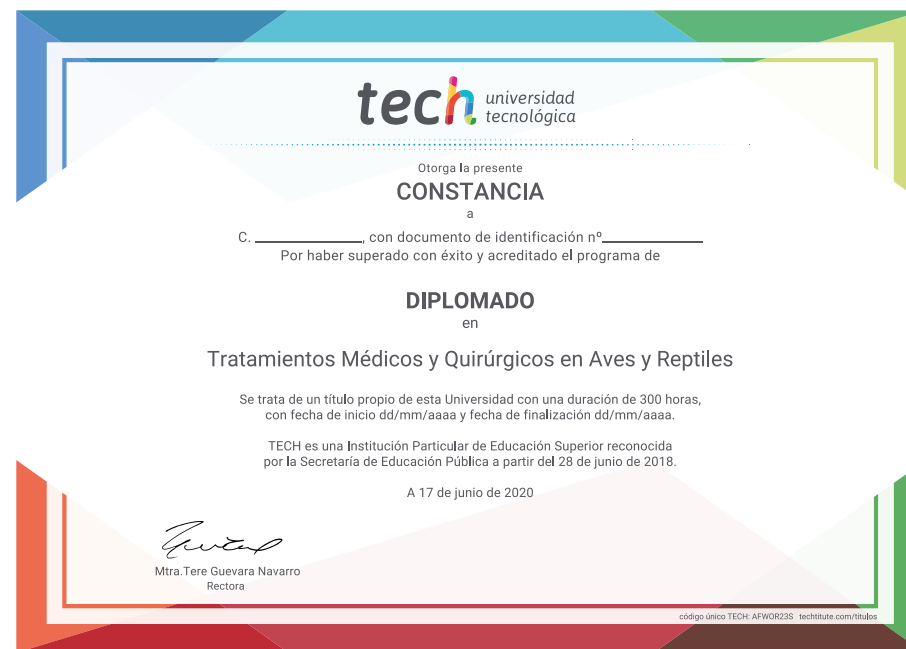 tech universidad
tecnológica
Otorga la presente
CONSTANCIA
a
C. ____________, con documento de identificación nº____________
Por haber superado con éxito y acreditado el programa de
DIPLOMADO
en
Tratamientos Médicos y Quirúrgicos en Aves y Reptiles
Se trata de un título propio de esta Universidad con una duración de 300 horas,
con fecha de inicio dd/mm/aaaa y fecha de finalización dd/mm/aaaa.
TECH es una Institución Particular de Educación Superior reconocida
por la Secretaría de Educación Pública a partir del 28 de junio de 2018.
A 17 de junio de 2020
Mtra.Tere Guevara Navarro
Rectora
código único TECH: AFWOR23S techtitute.com/titulos